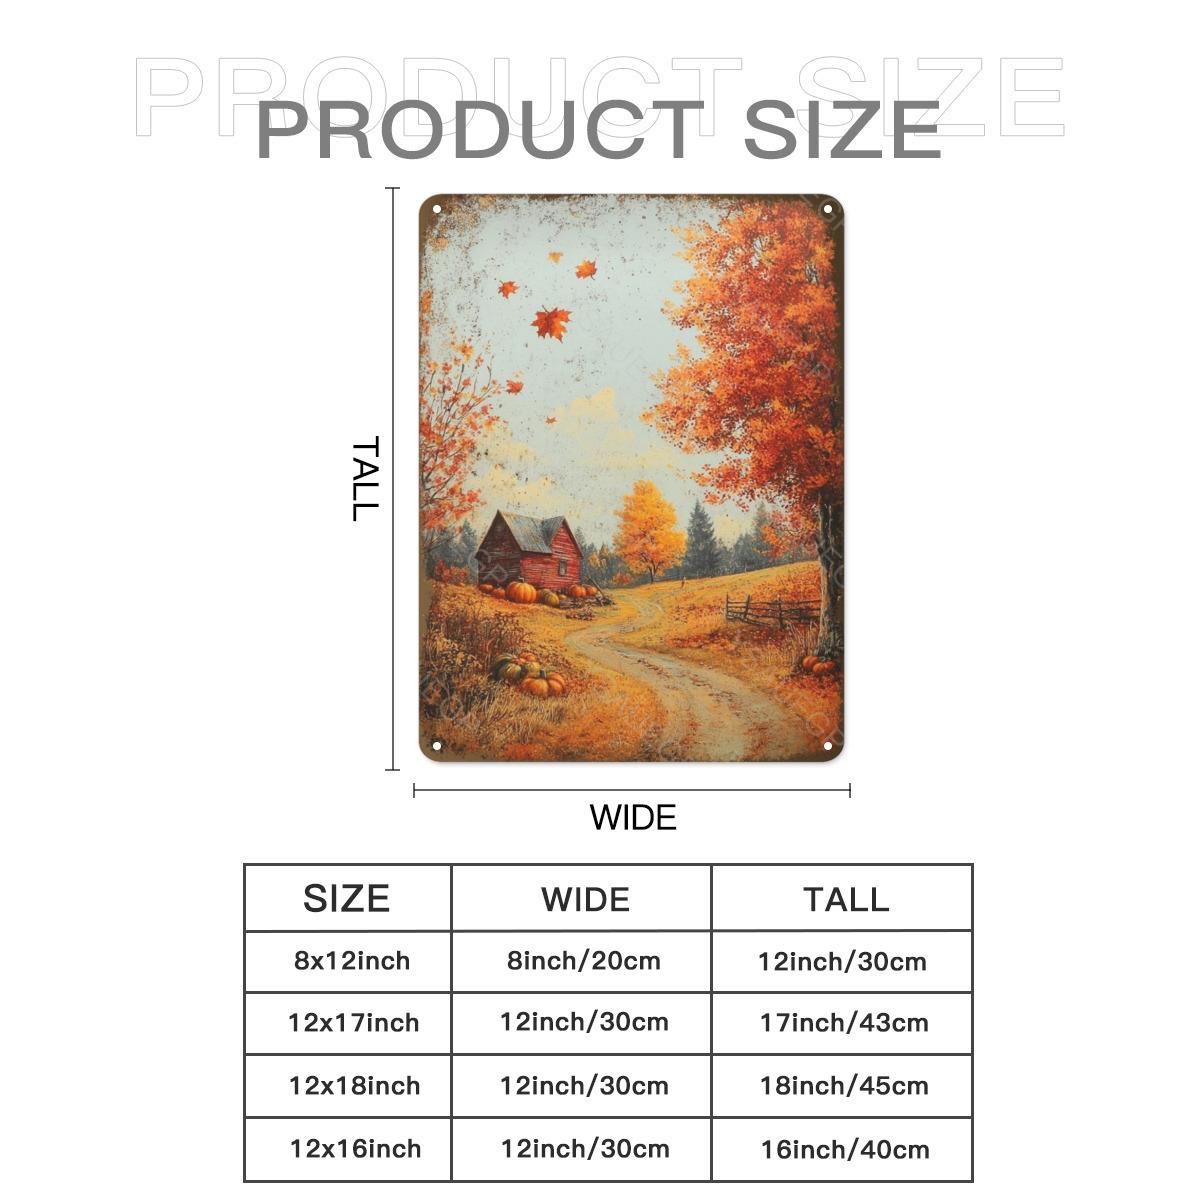 PRODUCT SIZE
PRODUCT SIZE
TALL
WIDE
SIZE WIDE TALL
8x12inch 8inch/20cm 12inch/30cm
12x17inch 12inch/30cm 17inch/43cm
12x18inch 12inch/30cm 18inch/45cm
12x16inch 12inch/30cm 16inch/40cm